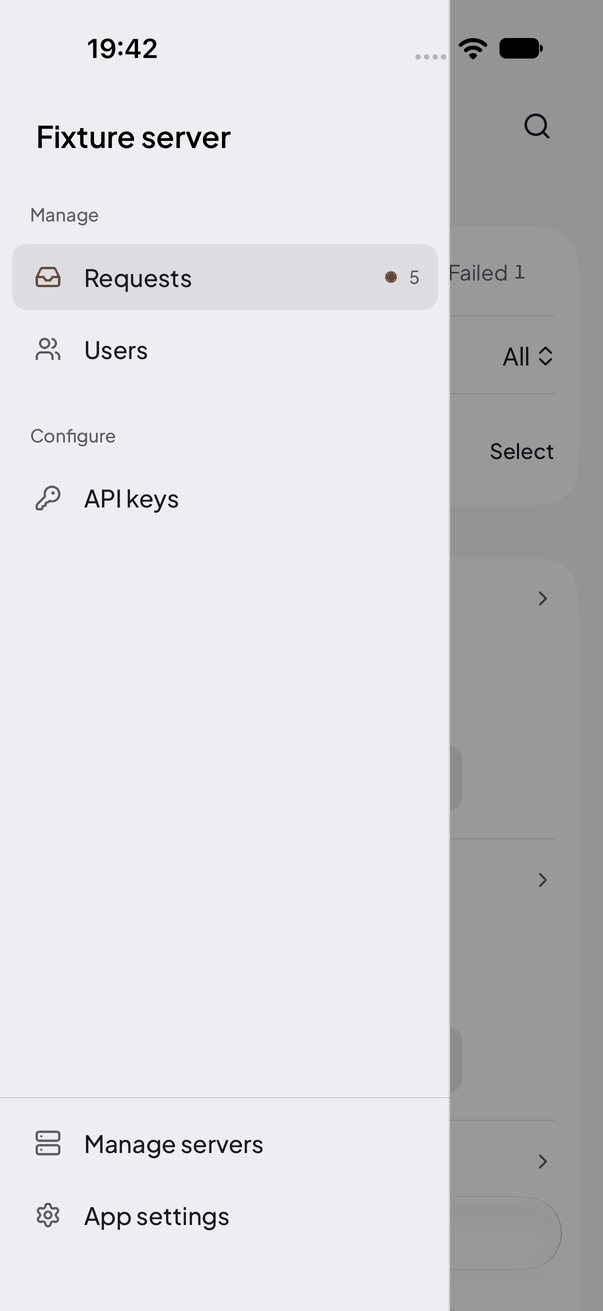 19:42
Fixture server
Manage
Requests 5
Failed 1
Users
All
Configure
Select
API keys
Manage servers
App settings